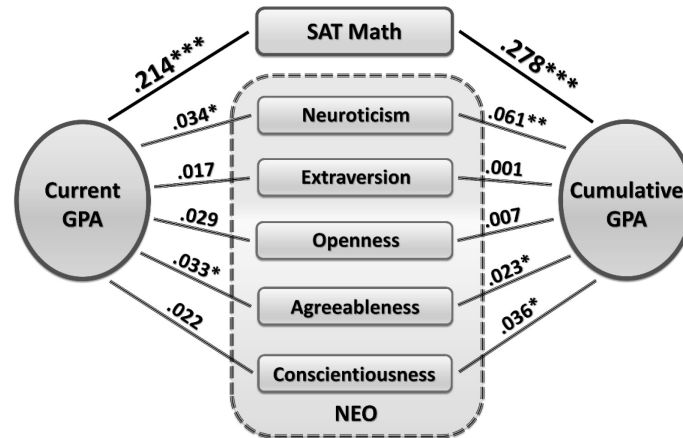 SAT Math
.214***
.278***
.034*
Neuroticism
.061**
Current
GPA
.017
Extraversion
.001
Cumulative
GPA
.029
Openness
.007
.033*
Agreeableness
.023*
.022
Conscientiousness
.036*
NEO